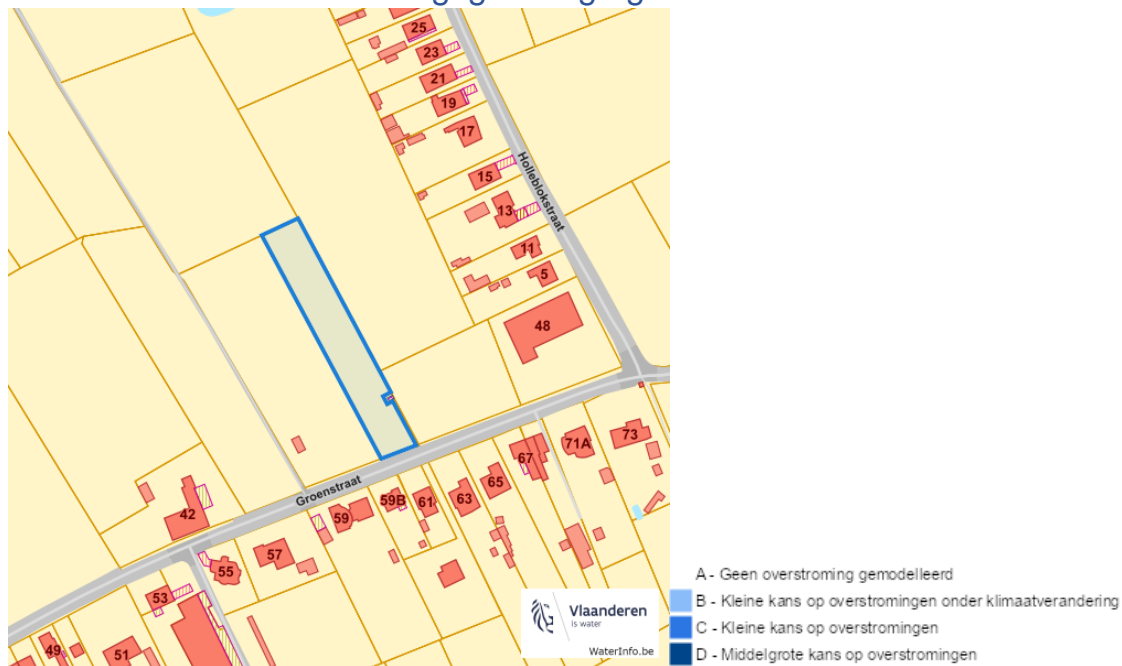 25
23
21
19
17
15
13
11
5
48
Holleblokstraat
Groenstraat
42
59
59B
61
63
65
67
71A
73
57
55
53
51
49
Vlaanderen
is water
WaterInfo.be
A - Geen overstroming gemodelleerd
B - Kleine kans op overstromingen onder klimaatverandering
C - Kleine kans op overstromingen
D - Middelgrote kans op overstromingen